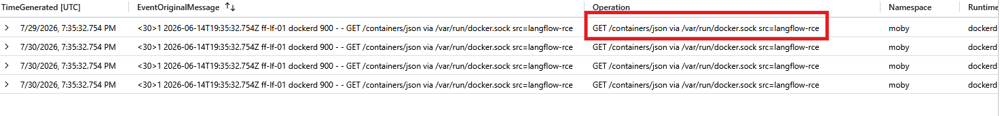 TimeGenerated [UTC] EventOriginalMessage ↑↓ Operation Namespace Runtime
7/29/2026, 7:35:32.754 PM <30>1 2026-06-14T19:35:32.754Z ff-lf-01 dockerd 900 - - GET /containers/json via /var/run/docker.sock src=langflow-rce GET /containers/json via /var/run/docker.sock src=langflow-rce moby dockerd
7/30/2026, 7:35:32.754 PM <30>1 2026-06-14T19:35:32.754Z ff-lf-01 dockerd 900 - - GET /containers/json via /var/run/docker.sock src=langflow-rce GET /containers/json via /var/run/docker.sock src=langflow-rce moby dockerd
7/30/2026, 7:35:32.754 PM <30>1 2026-06-14T19:35:32.754Z ff-lf-01 dockerd 900 - - GET /containers/json via /var/run/docker.sock src=langflow-rce GET /containers/json via /var/run/docker.sock src=langflow-rce moby dockerd
7/30/2026, 7:35:32.754 PM <30>1 2026-06-14T19:35:32.754Z ff-lf-01 dockerd 900 - - GET /containers/json via /var/run/docker.sock src=langflow-rce GET /containers/json via /var/run/docker.sock src=langflow-rce moby dockerd